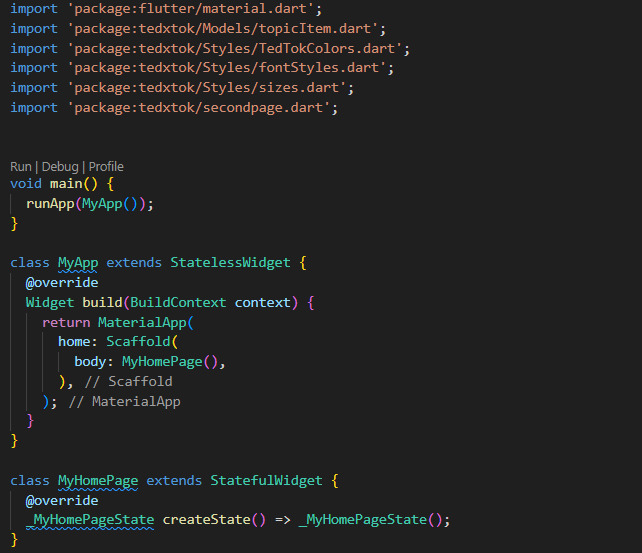 import 'package:flutter/material.dart';
import 'package:tedxtok/Models/topicItem.dart';
import 'package:tedxtok/Styles/TedTokColors.dart';
import 'package:tedxtok/Styles/fontStyles.dart';
import 'package:tedxtok/Styles/sizes.dart';
import 'package:tedxtok/secondpage.dart';
Run | Debug | Profile
void main() {
  runApp(MyApp());
}
class MyApp extends StatelessWidget {
  @override
  Widget build(BuildContext context) {
    return MaterialApp(
      home: Scaffold(
        body: MyHomePage(),
      ), // Scaffold
    ); // MaterialApp
  }
}
class MyHomePage extends StatefulWidget {
  @override
  _MyHomePageState createState() => _MyHomePageState();
}